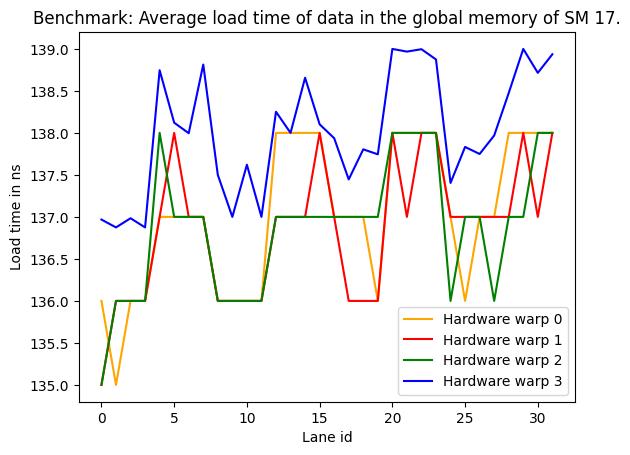 Benchmark: Average load time of data in the global memory of SM 17.
139.0
138.5
138.0
137.5
137.0
136.5
136.0
135.5
135.0
Load time in ns
0 5 10 15 20 25 30
Lane id
Hardware warp 0
Hardware warp 1
Hardware warp 2
Hardware warp 3